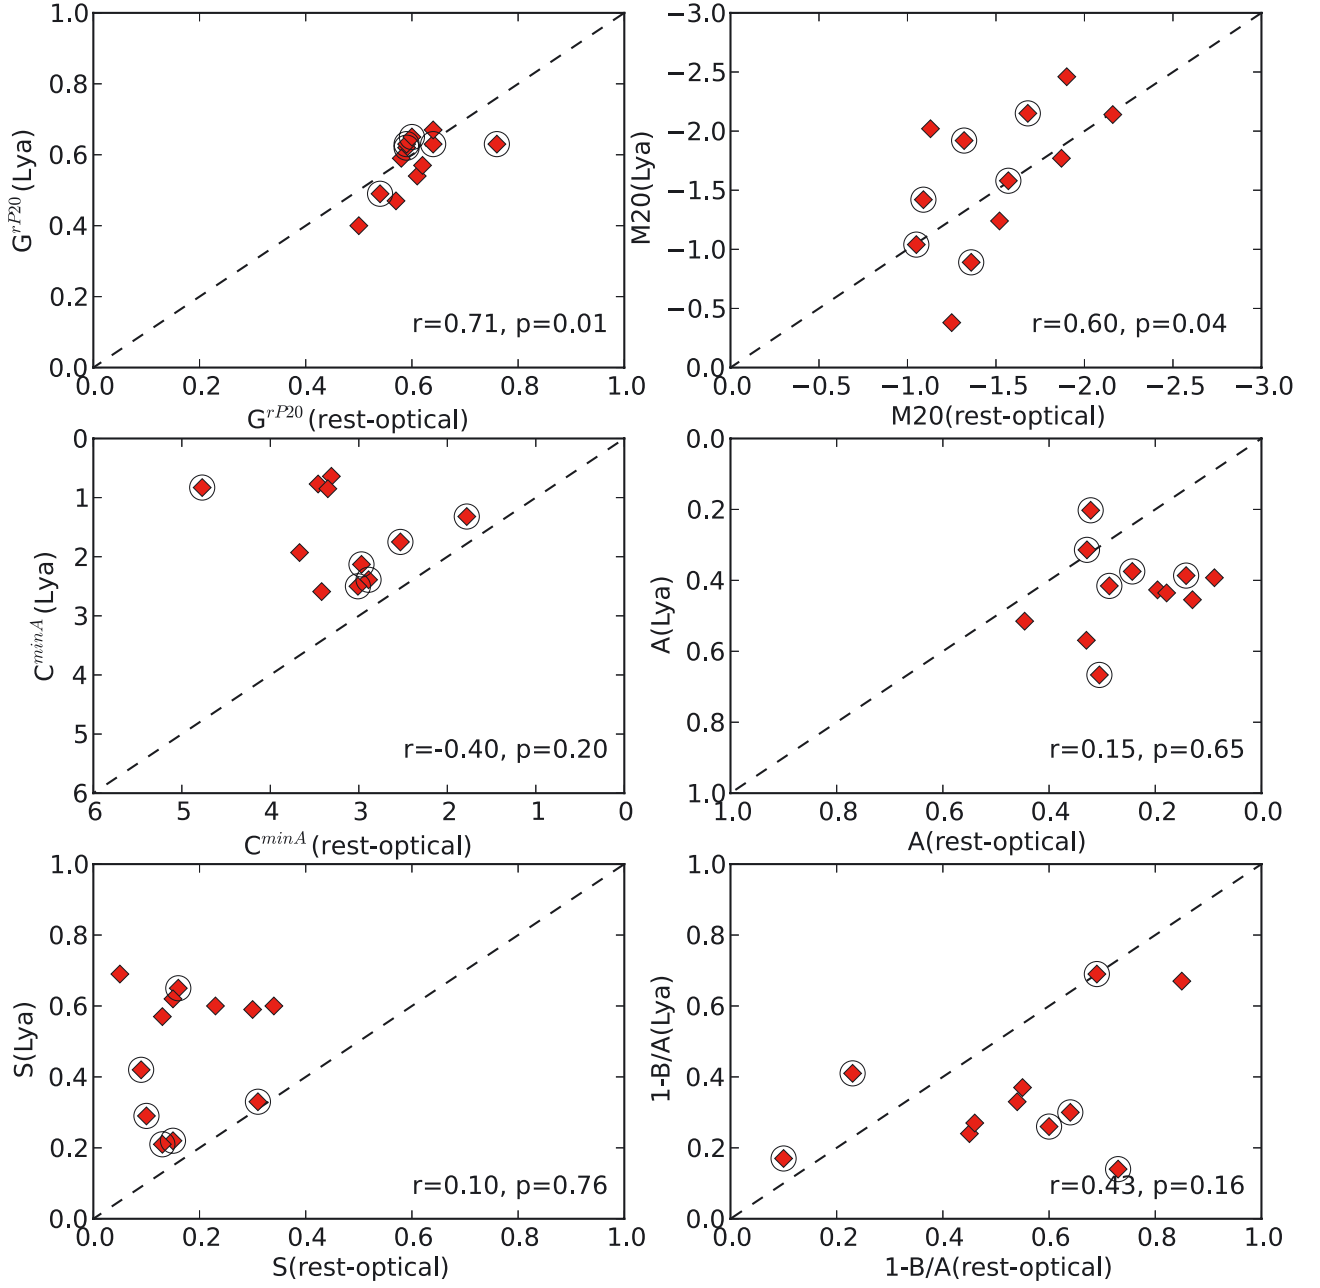 1.0
0.8
0.6
0.4
0.2
0.0
G^{rP20}(Lya)
r=0.71, p=0.01
0.0 0.2 0.4 0.6 0.8 1.0
G^{rP20}(rest-optical)
−3.0
−2.5
−2.0
−1.5
−1.0
−0.5
0.0
M20(Lya)
r=0.60, p=0.04
0.0 −0.5 −1.0 −1.5 −2.0 −2.5 −3.0
M20(rest-optical)
0
1
2
3
4
5
6
C^{minA}(Lya)
r=-0.40, p=0.20
6 5 4 3 2 1 0
C^{minA}(rest-optical)
0.0
0.2
0.4
0.6
0.8
1.0
A(Lya)
r=0.15, p=0.65
1.0 0.8 0.6 0.4 0.2 0.0
A(rest-optical)
1.0
0.8
0.6
0.4
0.2
0.0
S(Lya)
r=0.10, p=0.76
0.0 0.2 0.4 0.6 0.8 1.0
S(rest-optical)
1.0
0.8
0.6
0.4
0.2
0.0
1-B/A(Lya)
r=0.43, p=0.16
0.0 0.2 0.4 0.6 0.8 1.0
1-B/A(rest-optical)